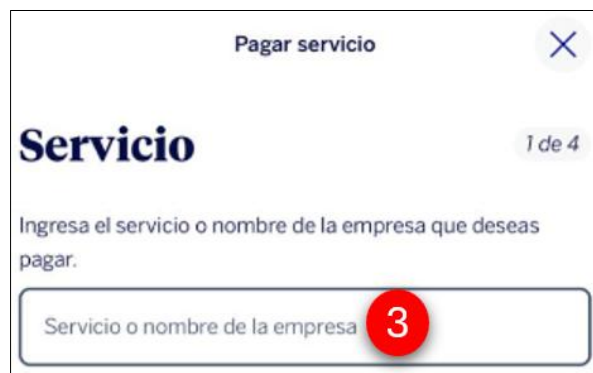 Pagar servicio
Servicio
1 de 4
Ingresa el servicio o nombre de la empresa que deseas
pagar.
Servicio o nombre de la empresa
3